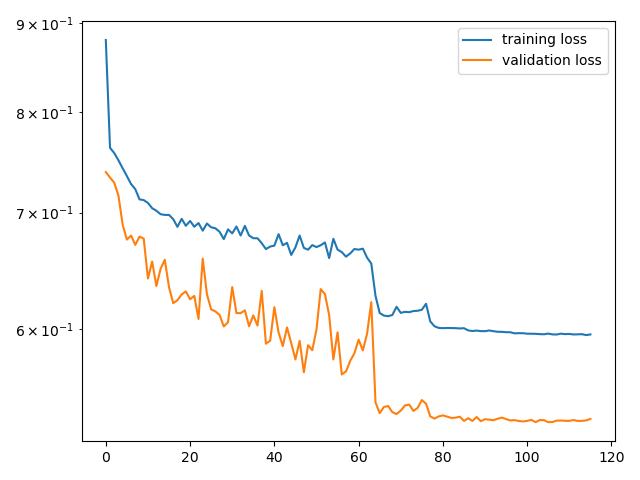 9 × 10⁻¹
8 × 10⁻¹
7 × 10⁻¹
6 × 10⁻¹
training loss
validation loss
0 20 40 60 80 100 120